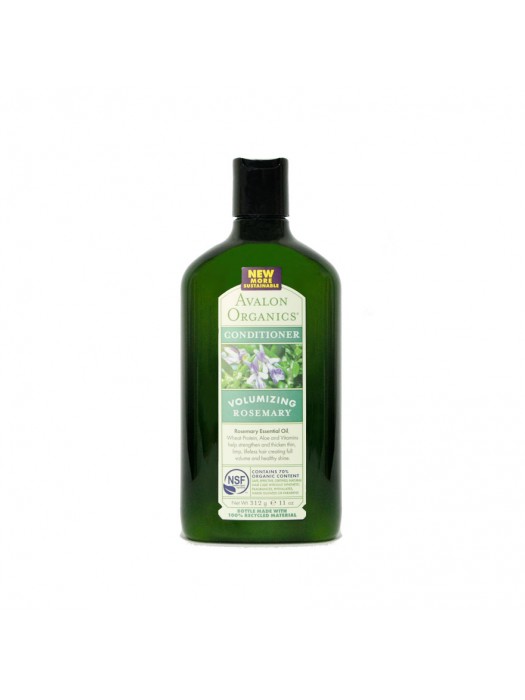 NEW
MORE
SUSTAINABLE
AVALON
ORGANICS
CONDITIONER
VOLUMIZING
ROSEMARY
Rosemary Essential Oil,
Wheat Protein, Aloe and Vitamins
help strengthen and thicken thin,
limp, lifeless hair creating full
volume and healthy shine.
NSF
CONTAINS 70%
ORGANIC CONTENT
Net Wt 312 g e 11 oz
BOTTLE MADE WITH
100% RECYCLED MATERIAL